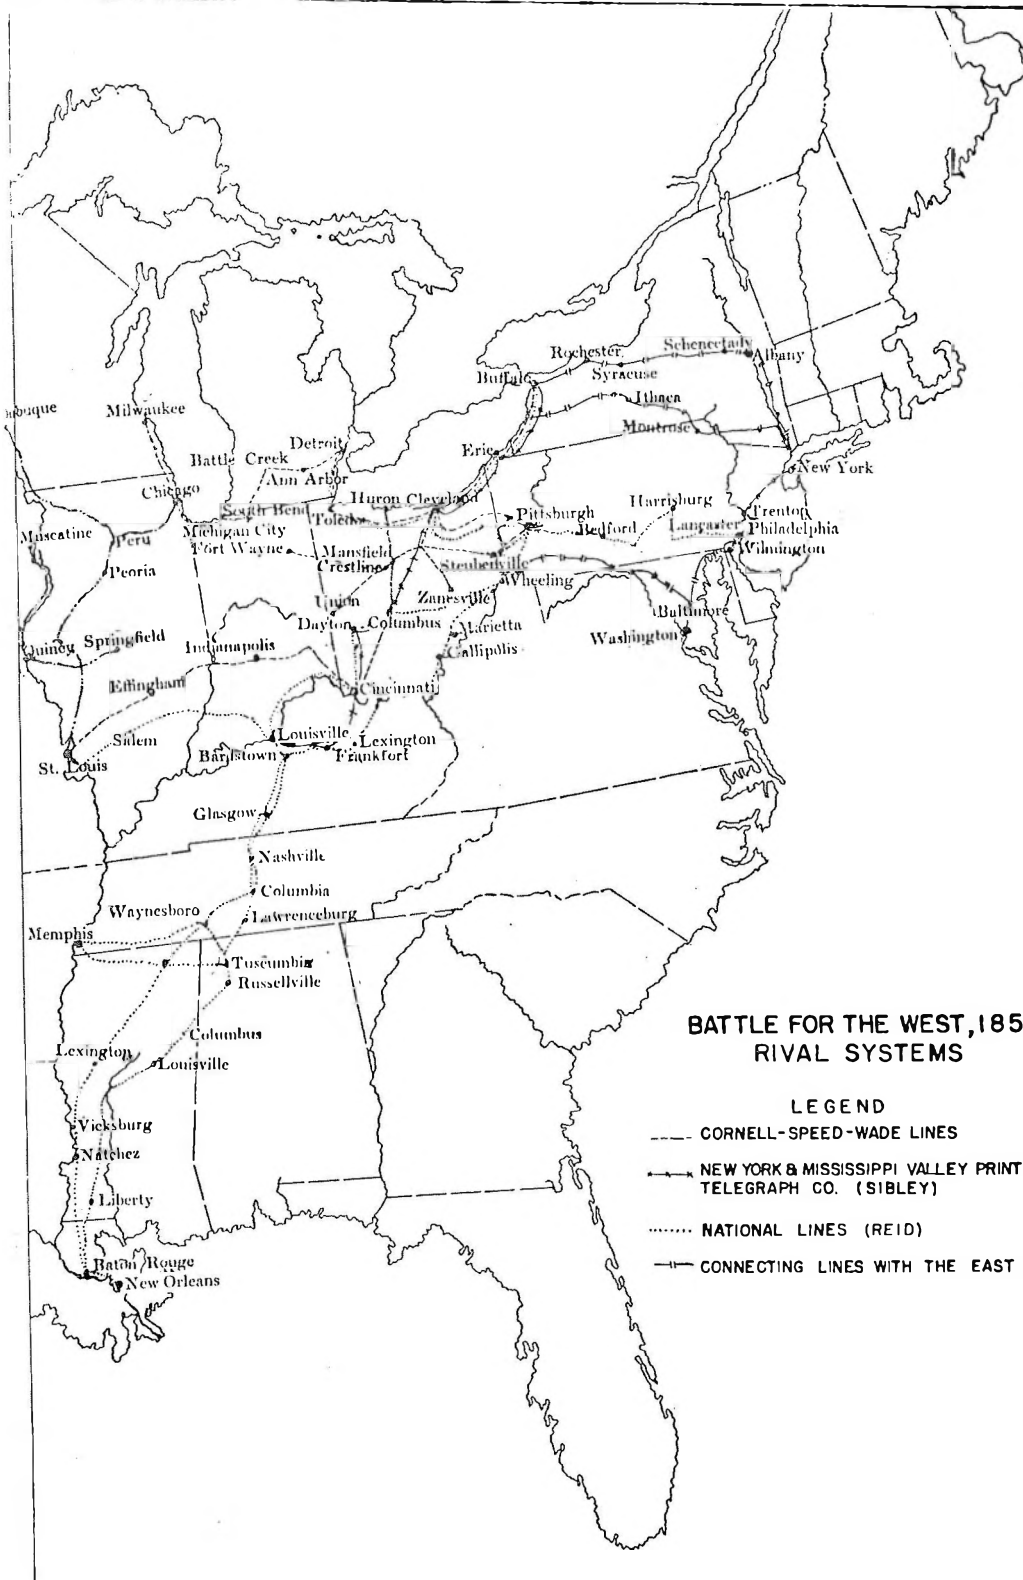 Schenectady
Rochester
Albany
Syracuse
Buffalo
Ithaca
Milwaukee
Montrose
Detroit
Erie
Battle Creek
New York
Ann Arbor
Chicago
Huron Cleveland
Harrisburg
South Bend
Toledo
Pittsburgh
Trenton
Michigan City
Bedford
Lancaster
Philadelphia
Muscatine
Peru
Fort Wayne
Mansfield
Wilmington
Crestline
Steubenville
Peoria
Wheeling
Union
Zanesville
Dayton
Columbus
Marietta
Baltimore
Quincy
Springfield
Indianapolis
Gallipolis
Washington
Effingham
Cincinnati
Salem
Louisville
Lexington
St. Louis
Bardstown
Frankfort
Glasgow
Nashville
Columbia
Waynesboro
Lawrenceburg
Memphis
Tuscumbia
Russellville
Columbus
Lexington
Louisville
Vicksburg
Natchez
Liberty
Baton Rouge
New Orleans
BATTLE FOR THE WEST, 185
RIVAL SYSTEMS
LEGEND
CORNELL-SPEED-WADE LINES
NEW YORK & MISSISSIPPI VALLEY PRINT
TELEGRAPH CO. (SIBLEY)
NATIONAL LINES (REID)
CONNECTING LINES WITH THE EAST